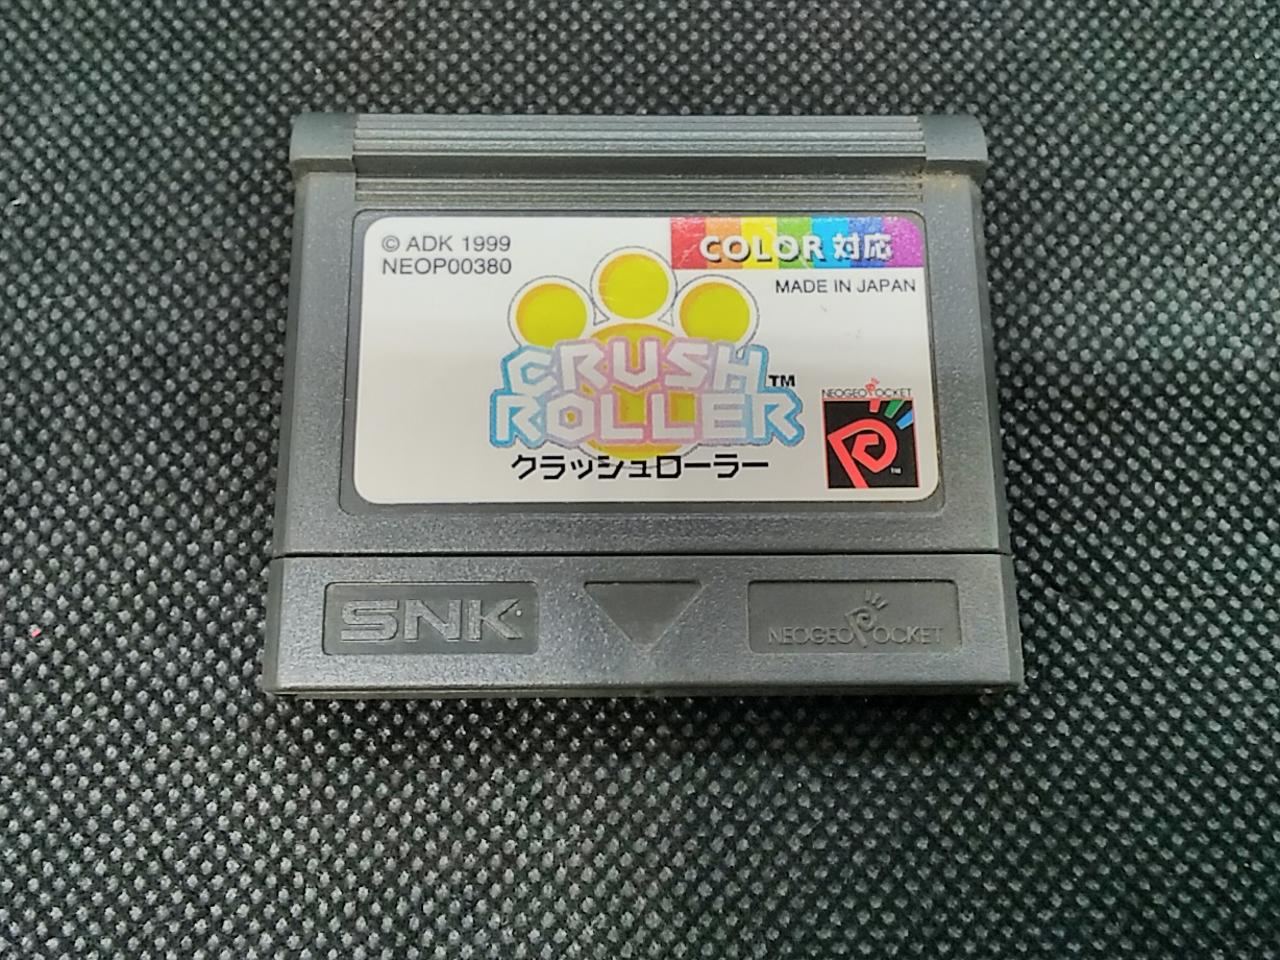 © ADK 1999
NEOP00380
COLOR 対応
MADE IN JAPAN
CRUSH
ROLLER™
クラッシュローラー
NEOGEO POCKET
™
SNK
NEOGEO POCKET